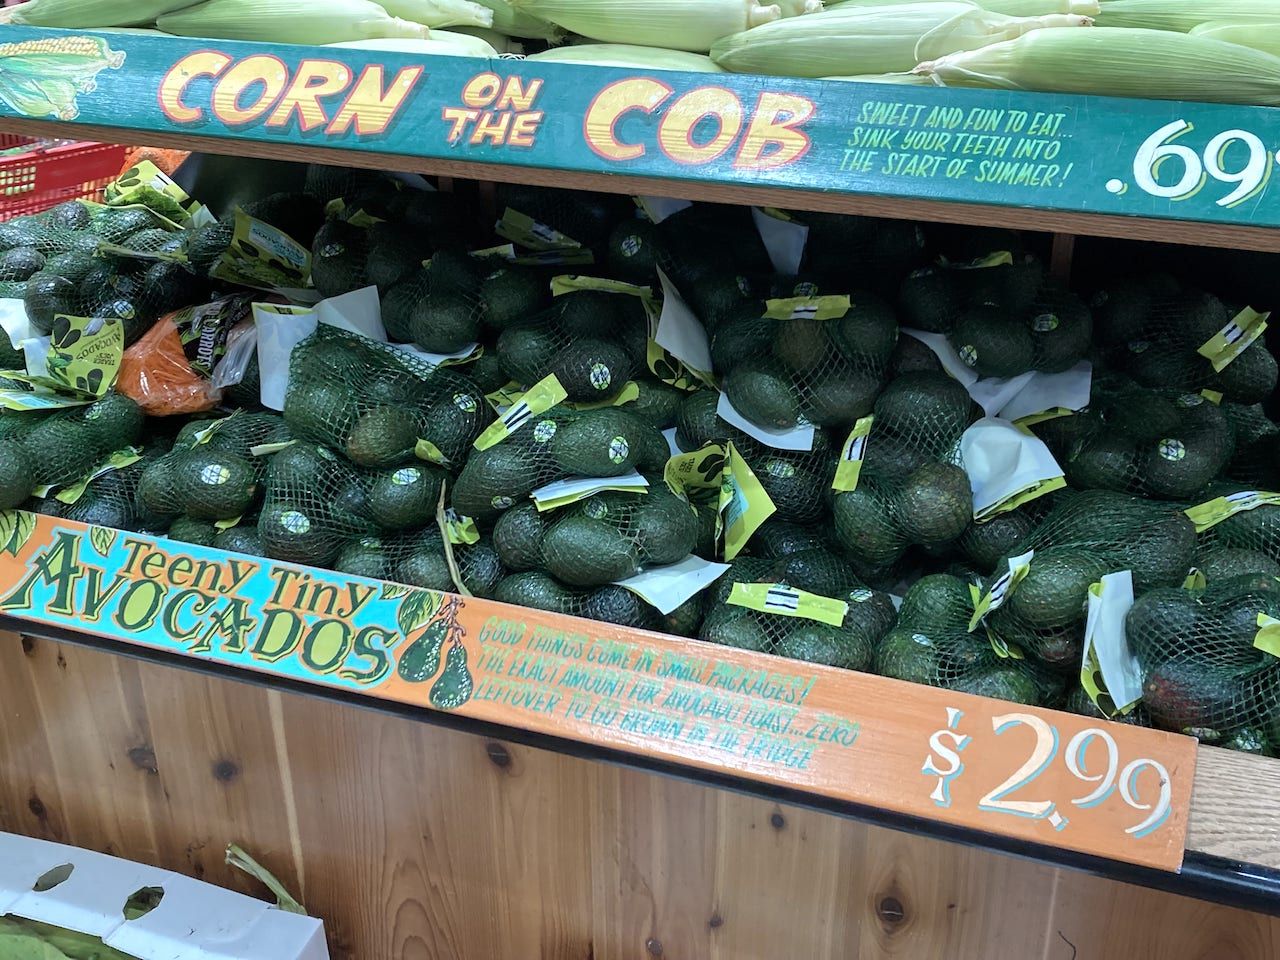 CORN ON THE COB
SWEET AND FUN TO EAT...
SINK YOUR TEETH INTO
THE START OF SUMMER!
.69
CARROTS
AVOCADOS
Teeny Tiny
AVOCADOS
GOOD THINGS COME IN SMALL PACKAGES!
THE EXACT AMOUNT FOR AVOCADO TOAST... ZERO
LEFTOVER TO GO BROWN IN THE FRIDGE
$2.99